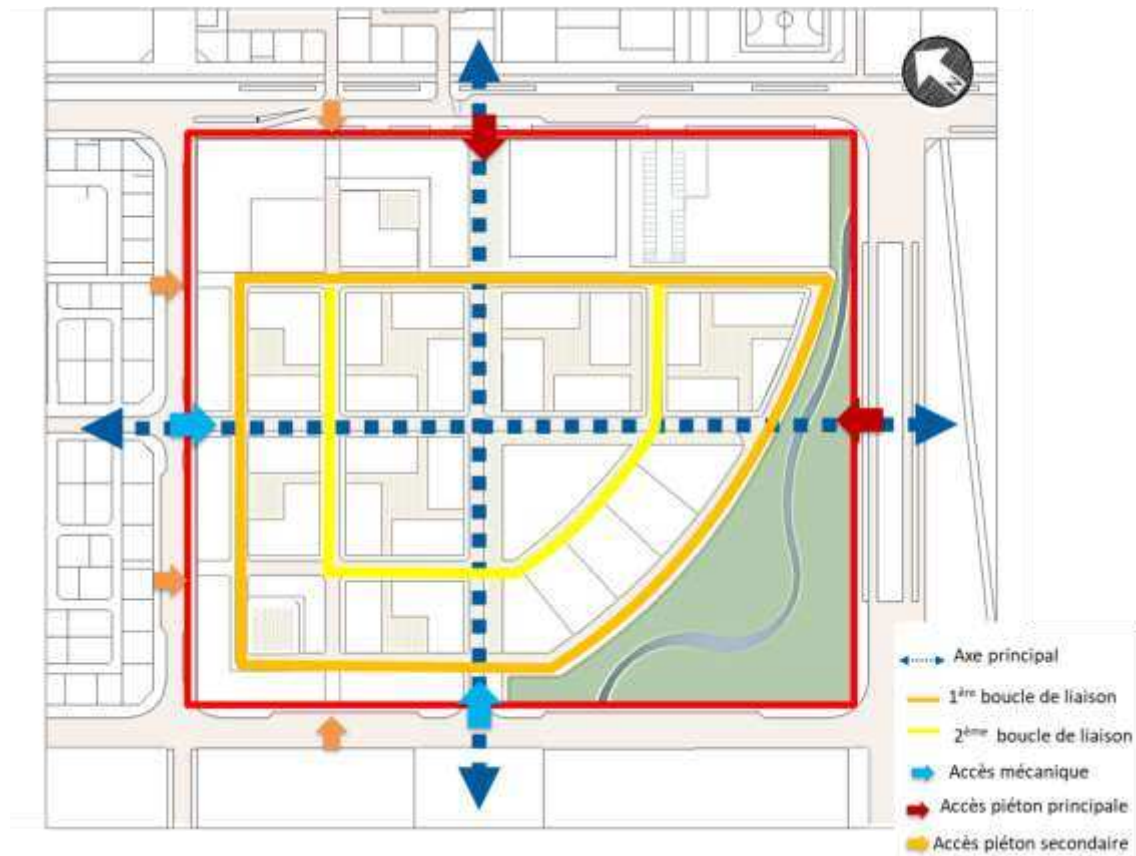 N
Axe principal
1ère boucle de liaison
2ème boucle de liaison
Accès mécanique
Accès piéton principale
Accès piéton secondaire